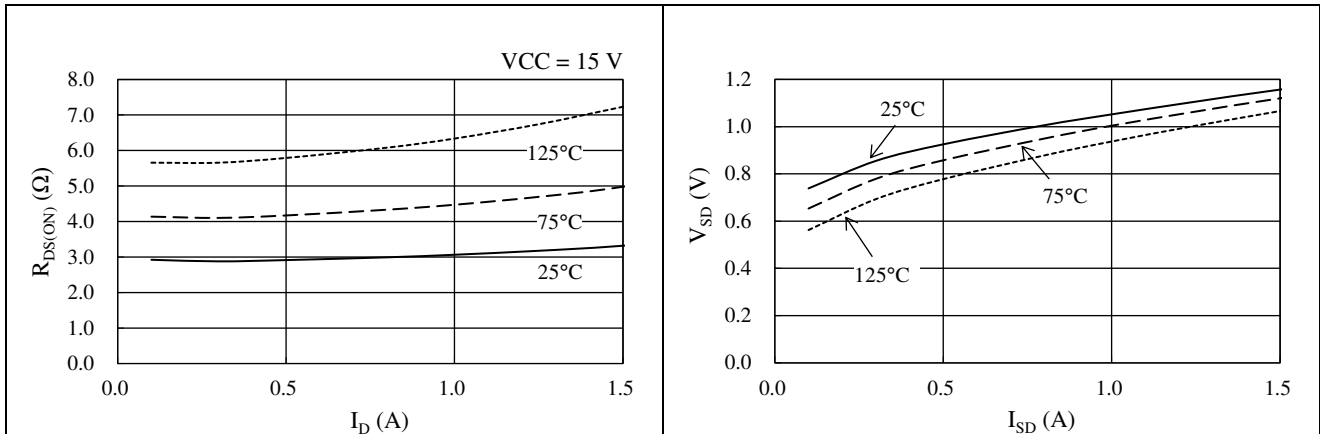 VCC = 15 V
8.0
7.0
6.0
5.0
4.0
3.0
2.0
1.0
0.0
R_DS(ON) (Ω)
125°C
75°C
25°C
0.0 0.5 1.0 1.5
I_D (A)
1.2
1.0
0.8
0.6
0.4
0.2
0.0
V_SD (V)
25°C
75°C
125°C
0.0 0.5 1.0 1.5
I_SD (A)